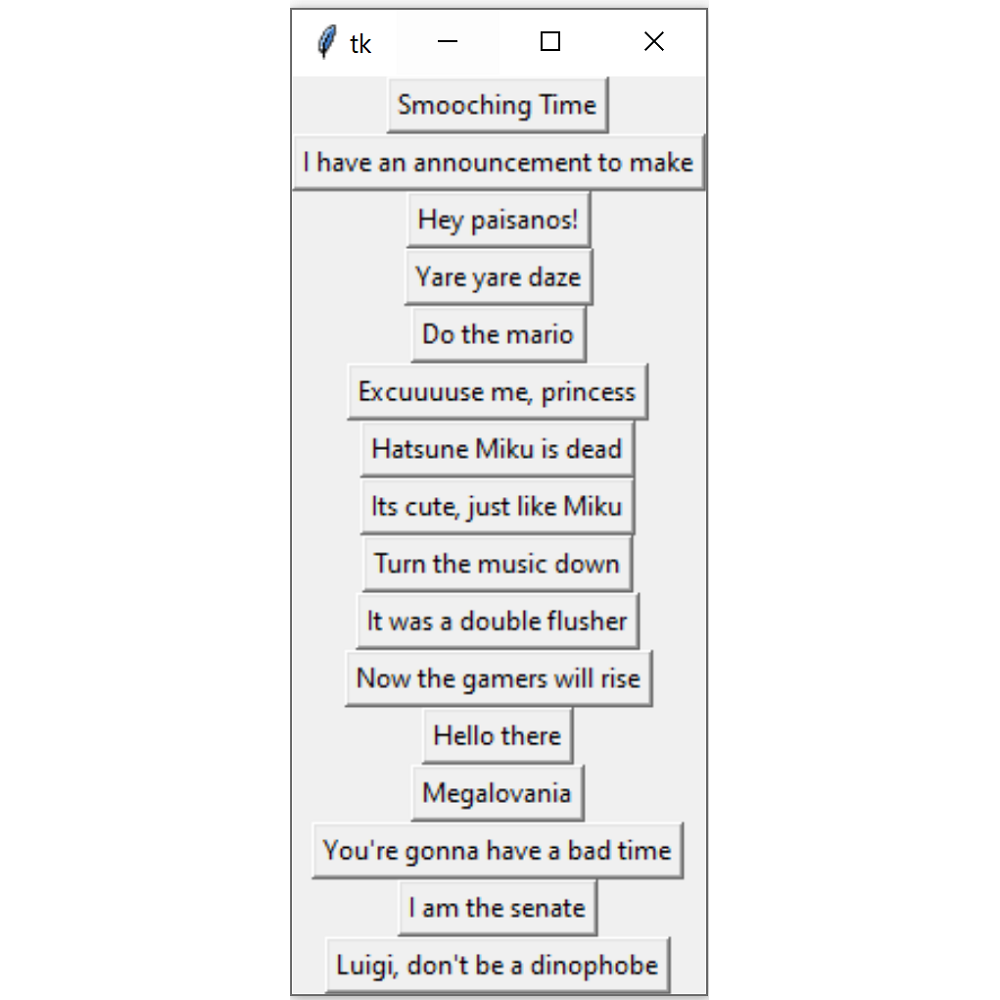 tk
Smooching Time
I have an announcement to make
Hey paisanos!
Yare yare daze
Do the mario
Excuuuuse me, princess
Hatsune Miku is dead
Its cute, just like Miku
Turn the music down
It was a double flusher
Now the gamers will rise
Hello there
Megalovania
You're gonna have a bad time
I am the senate
Luigi, don't be a dinophobe